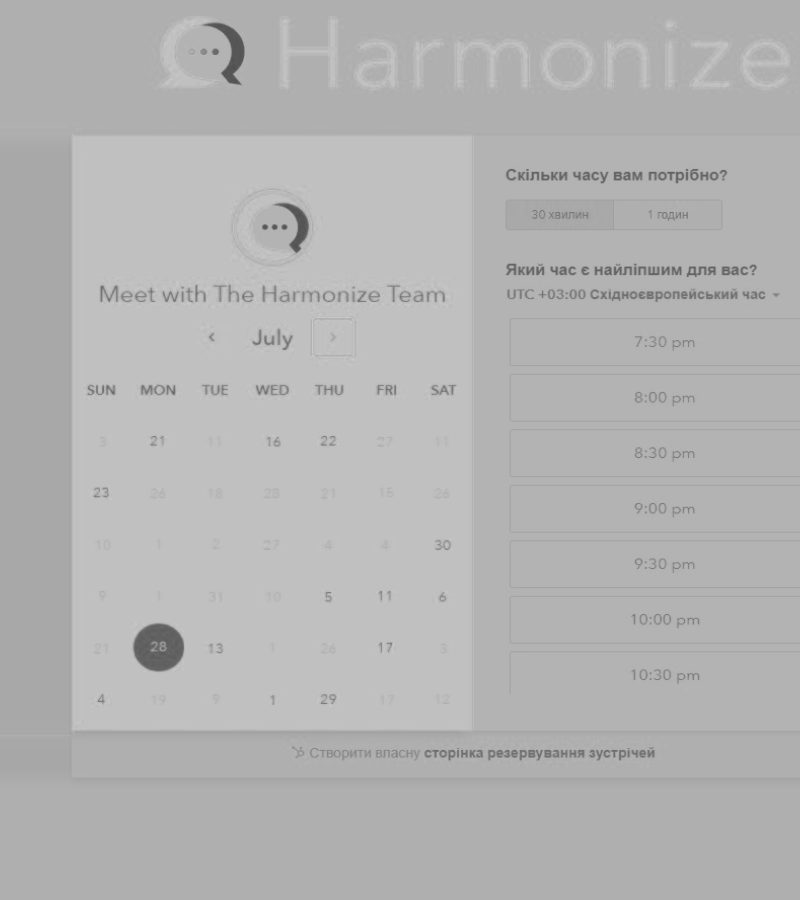 Harmonize
Meet with The Harmonize Team
July
SUN MON TUE WED THU FRI SAT
3 21 11 16 22 27 11
23 26 18 28 21 15 26
10 1 2 27 4 4 30
9 1 31 10 5 11 6
21 28 13 1 26 17 3
4 19 9 1 29 17 12
Скільки часу вам потрібно?
30 хвилин 1 годин
Який час є найліпшим для вас?
UTC +03:00 Східноєвропейський час
7:30 pm
8:00 pm
8:30 pm
9:00 pm
9:30 pm
10:00 pm
10:30 pm
Створити власну сторінка резервування зустрічей